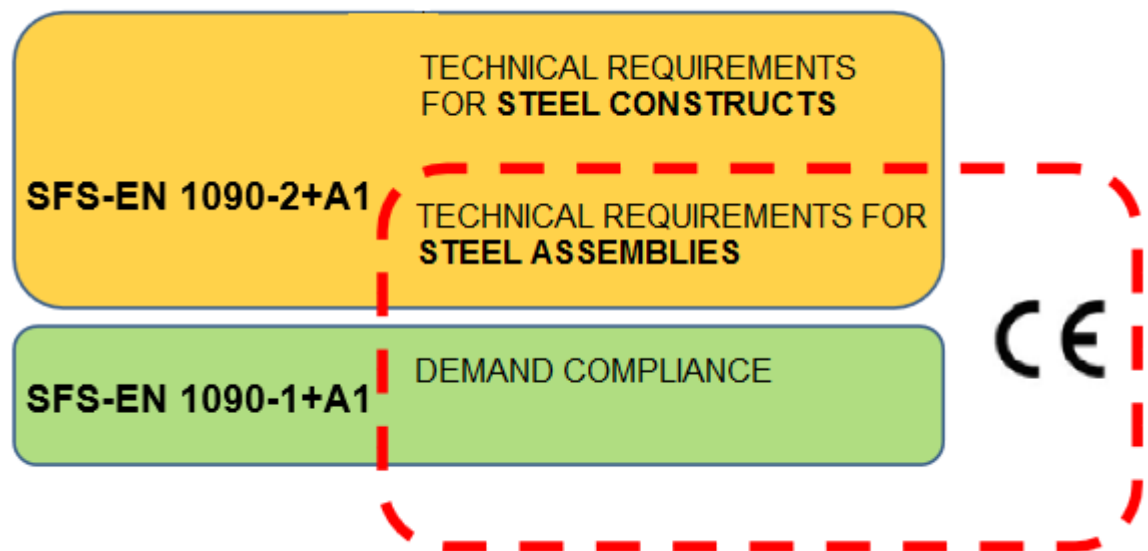 TECHNICAL REQUIREMENTS
FOR STEEL CONSTRUCTS
SFS-EN 1090-2+A1
TECHNICAL REQUIREMENTS FOR
STEEL ASSEMBLIES
CE
SFS-EN 1090-1+A1
DEMAND COMPLIANCE